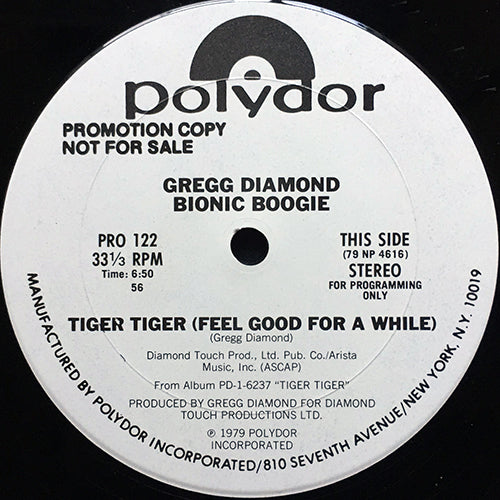 polydor
PROMOTION COPY
NOT FOR SALE
GREGG DIAMOND
BIONIC BOOGIE
PRO 122
33⅓ RPM
Time: 6:50
56
THIS SIDE
(79 NP 4616)
STEREO
FOR PROGRAMMING
ONLY
TIGER TIGER (FEEL GOOD FOR A WHILE)
(Gregg Diamond)
Diamond Touch Prod., Ltd. Pub. Co./Arista
Music, Inc. (ASCAP)
From Album PD-1-6237 "TIGER TIGER"
PRODUCED BY GREGG DIAMOND FOR DIAMOND
TOUCH PRODUCTIONS LTD.
℗ 1979 POLYDOR
INCORPORATED
MANUFACTURED BY POLYDOR INCORPORATED/810 SEVENTH AVENUE/NEW YORK, N.Y. 10019